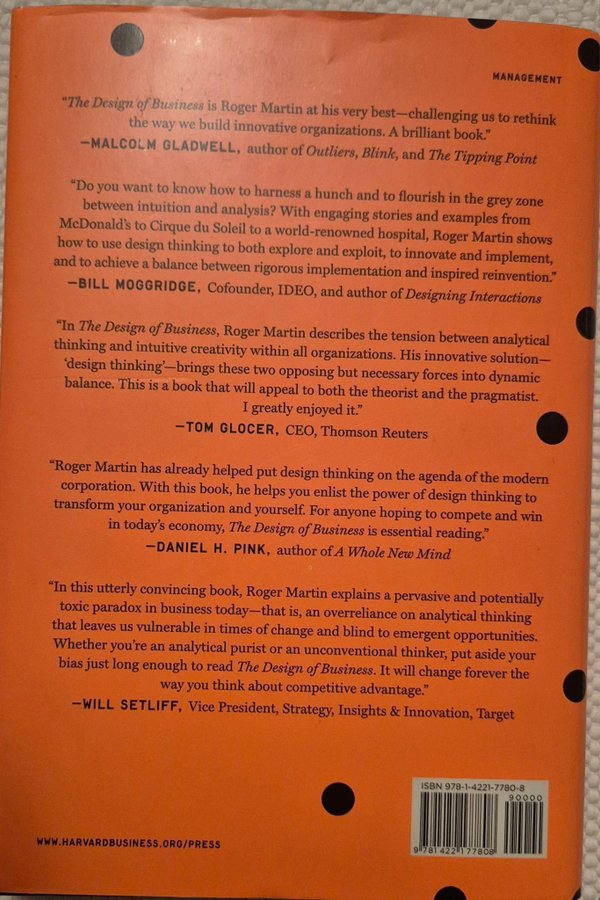 MANAGEMENT
“The Design of Business is Roger Martin at his very best—challenging us to rethink
the way we build innovative organizations. A brilliant book.”
—MALCOLM GLADWELL, author of Outliers, Blink, and The Tipping Point
“Do you want to know how to harness a hunch and to flourish in the grey zone
between intuition and analysis? With engaging stories and examples from
McDonald’s to Cirque du Soleil to a world-renowned hospital, Roger Martin shows
how to use design thinking to both explore and exploit, to innovate and implement,
and to achieve a balance between rigorous implementation and inspired reinvention.”
—BILL MOGGRIDGE, Cofounder, IDEO, and author of Designing Interactions
“In The Design of Business, Roger Martin describes the tension between analytical
thinking and intuitive creativity within all organizations. His innovative solution—
‘design thinking’—brings these two opposing but necessary forces into dynamic
balance. This is a book that will appeal to both the theorist and the pragmatist.
I greatly enjoyed it.”
—TOM GLOCER, CEO, Thomson Reuters
“Roger Martin has already helped put design thinking on the agenda of the modern
corporation. With this book, he helps you enlist the power of design thinking to
transform your organization and yourself. For anyone hoping to compete and win
in today’s economy, The Design of Business is essential reading.”
—DANIEL H. PINK, author of A Whole New Mind
“In this utterly convincing book, Roger Martin explains a pervasive and potentially
toxic paradox in business today—that is, an overreliance on analytical thinking
that leaves us vulnerable in times of change and blind to emergent opportunities.
Whether you’re an analytical purist or an unconventional thinker, put aside your
bias just long enough to read The Design of Business. It will change forever the
way you think about competitive advantage.”
—WILL SETLIFF, Vice President, Strategy, Insights & Innovation, Target
ISBN 978-1-4221-7780-8
90000
9 781422 177808
WWW.HARVARDBUSINESS.ORG/PRESS